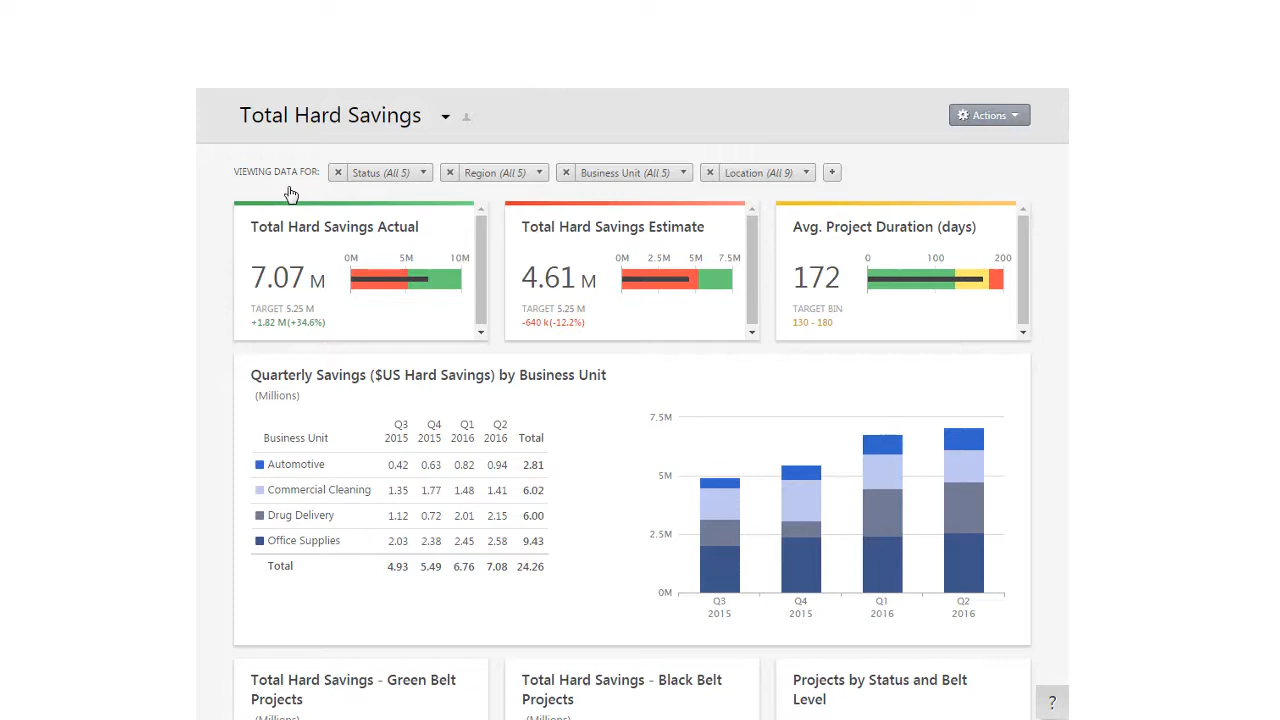 Total Hard Savings
Actions
VIEWING DATA FOR:
Status (All 5)
Region (All 5)
Business Unit (All 5)
Location (All 9)
+
Total Hard Savings Actual
0M 5M 10M
7.07 M
TARGET 5.25 M
+1.82 M(+34.6%)
Total Hard Savings Estimate
0M 2.5M 5M 7.5M
4.61 M
TARGET 5.25 M
-640 k(-12.2%)
Avg. Project Duration (days)
0 100 200
172
TARGET BIN
130 - 180
Quarterly Savings ($US Hard Savings) by Business Unit
(Millions)
Q3 Q4 Q1 Q2
Business Unit 2015 2015 2016 2016 Total
Automotive 0.42 0.63 0.82 0.94 2.81
Commercial Cleaning 1.35 1.77 1.48 1.41 6.02
Drug Delivery 1.12 0.72 2.01 2.15 6.00
Office Supplies 2.03 2.38 2.45 2.58 9.43
Total 4.93 5.49 6.76 7.08 24.26
7.5M
5M
2.5M
0M
Q3 Q4 Q1 Q2
2015 2015 2016 2016
Total Hard Savings - Green Belt
Projects
(Millions)
Total Hard Savings - Black Belt
Projects
(Millions)
Projects by Status and Belt
Level
?